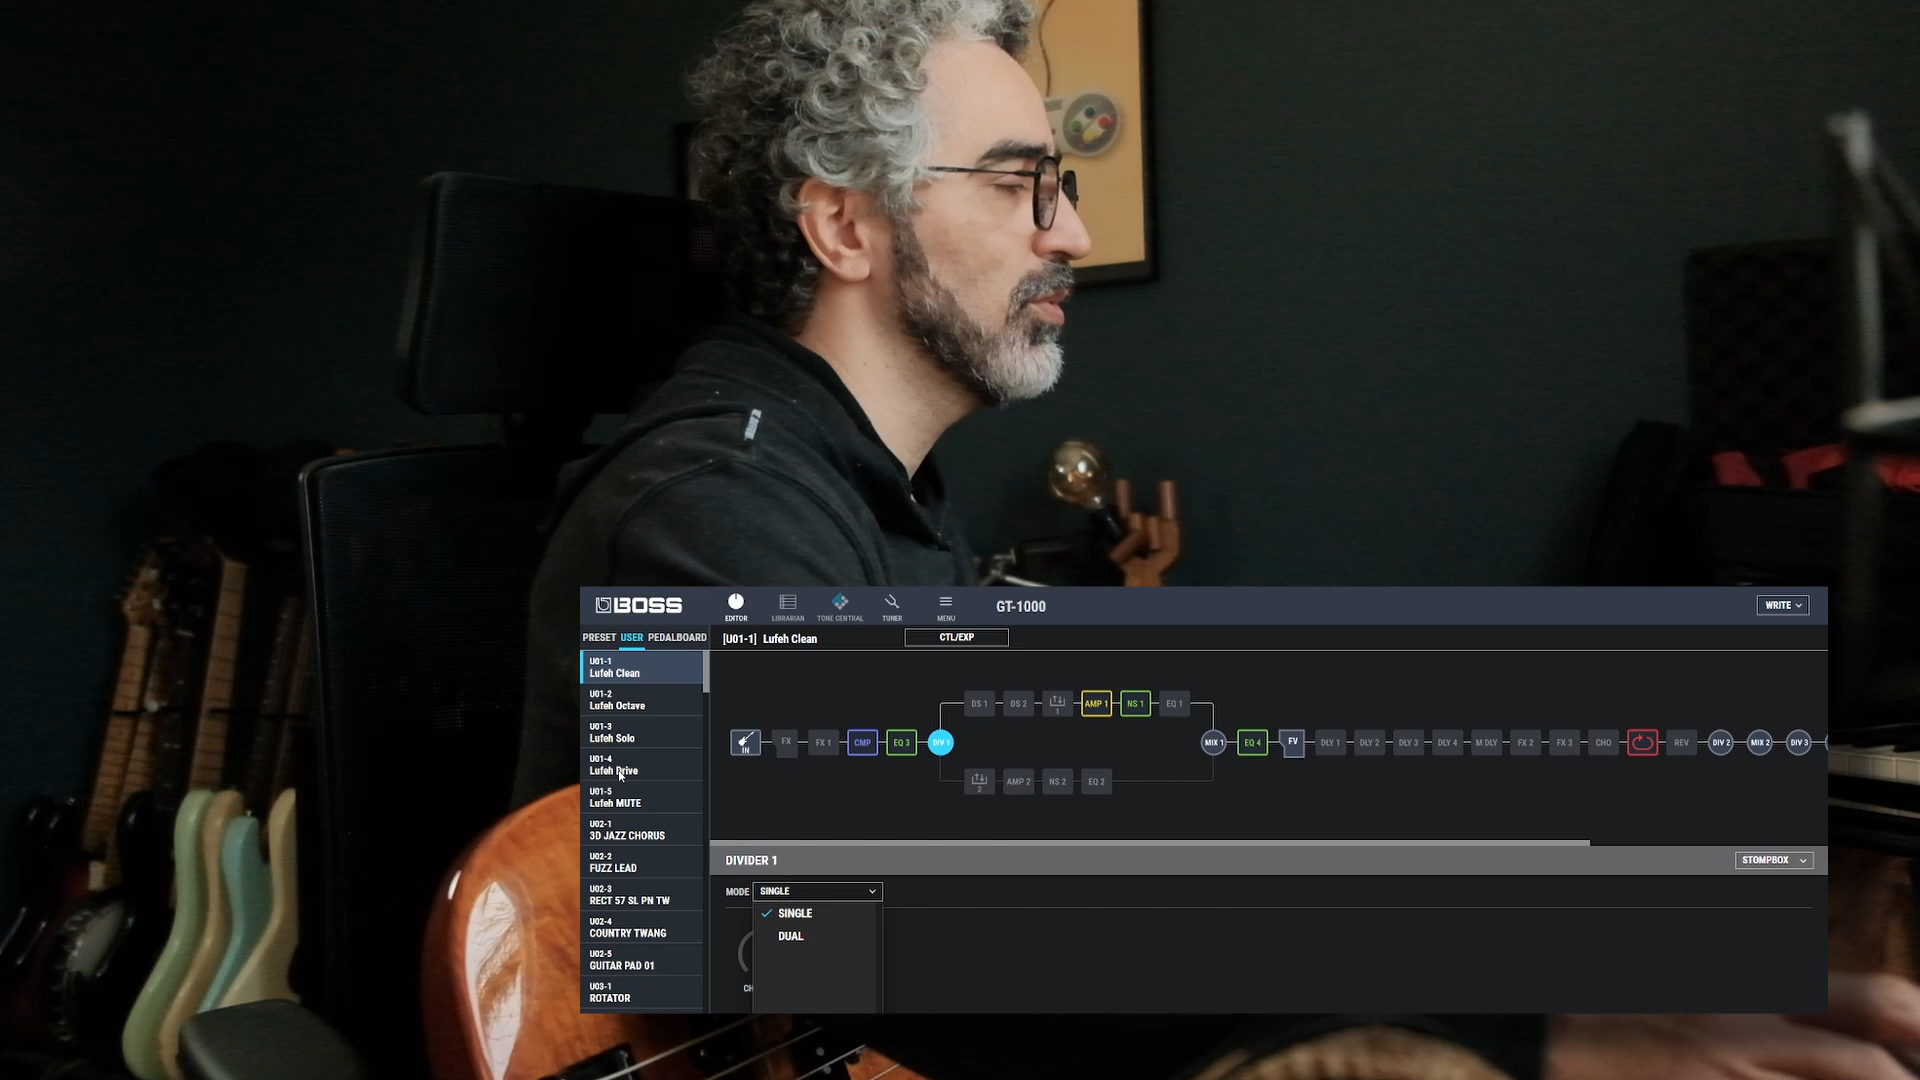 BOSS
EDITOR
LIBRARIAN
TONE CENTRAL
TUNER
MENU
GT-1000
WRITE
PRESET USER PEDALBOARD
[U01-1] Lufeh Clean
CTL/EXP
U01-1
Lufeh Clean
U01-2
Lufeh Octave
U01-3
Lufeh Solo
U01-4
Lufeh Drive
U01-5
Lufeh MUTE
U02-1
3D JAZZ CHORUS
U02-2
FUZZ LEAD
U02-3
RECT 57 SL PN TW
U02-4
COUNTRY TWANG
U02-5
GUITAR PAD 01
U03-1
ROTATOR
DS 1 DS 2 1 AMP 1 NS 1 EQ 1
IN FX FX 1 CMP EQ 3 DIV 1 MIX 1 EQ 4 FV DLY 1 DLY 2 DLY 3 DLY 4 M DLY FX 2 FX 3 CHO REV DIV 2 MIX 2 DIV 3
2 AMP 2 NS 2 EQ 2
DIVIDER 1
STOMPBOX
MODE SINGLE
SINGLE
DUAL
CH